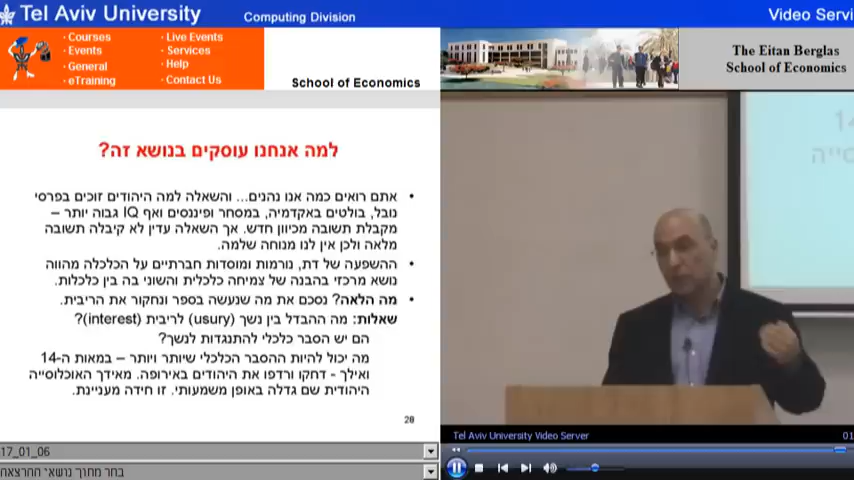 Tel Aviv University
Computing Division
Video Servi
Courses
Events
General
eTraining
Live Events
Services
Help
Contact Us
School of Economics
The Eitan Berglas
School of Economics
למה אנחנו עוסקים בנושא זה?
• אתם רואים כמה אנו נהנים... והשאלה למה היהודים זוכים בפרסי
נובל, בולטים באקדמיה, במסחר ופיננסים ואף IQ גבוה יותר –
מקבלת תשובה מכיוון חדש. אך השאלה עדין לא קיבלה תשובה
מלאה ולכן אין לנו מנוחה שלמה.
• ההשפעה של דת, נורמות ומוסדות חברתיים על הכלכלה מהווה
נושא מרכזי בהבנה של צמיחה כלכלית והשוני בה בין כלכלות.
• מה הלאה? נסכם את מה שנעשה בספר ונחקור את הריבית.
שאלות: מה ההבדל בין נשך (usury) לריבית (interest)?
הם יש הסבר כלכלי להתנגדות לנשך?
מה יכול להיות ההסבר הכלכלי שיותר ויותר – במאות ה-14
ואילך - דחקו ורדפו את היהודים באירופה. מאידך האוכלוסייה
היהודית שם גדלה באופן משמעותי. זו חידה מעניינת.
28
14
סייה
Tel Aviv University Video Server
01
17_01_06
בחר מתוך נושאי ההרצאה